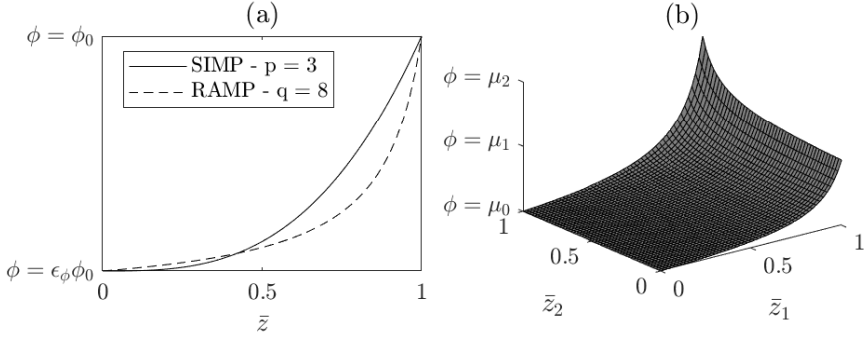 (a)
ϕ = ϕ₀
SIMP - p = 3
RAMP - q = 8
ϕ = ϵ_ϕϕ₀
0
0.5
1
z̄
(b)
ϕ = μ₂
ϕ = μ₁
ϕ = μ₀
1
0.5
0
z̄₂
0
0.5
1
z̄₁